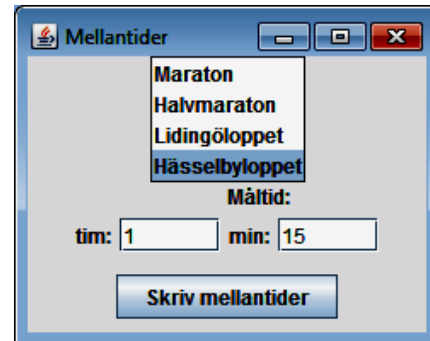 Mellantider
Maraton
Halvmaraton
Lidingöloppet
Hässelbyloppet
Måltid:
tim: 1 min: 15
Skriv mellantider